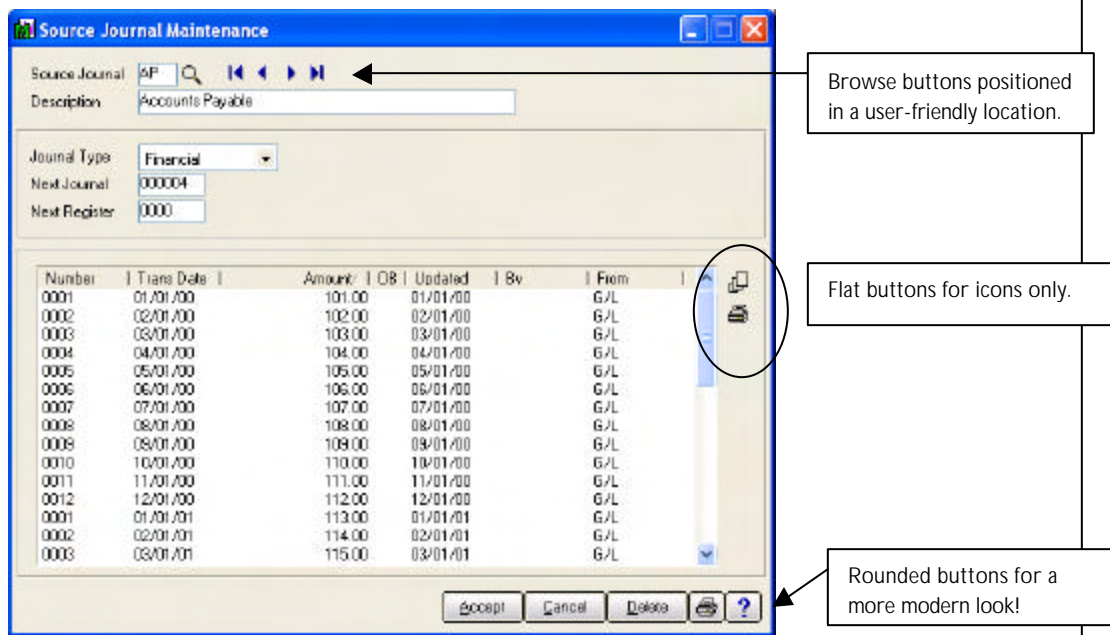 Source Journal Maintenance
Source Journal AP
Description Accounts Payable
Browse buttons positioned
in a user-friendly location.
Journal Type Financial
Next Journal 000004
Next Register 0000
Number Trans Date Amount OB Updated By From
0001 01/01/00 101.00 01/01/00 G/L
0002 02/01/00 102.00 02/01/00 G/L
0003 03/01/00 103.00 03/01/00 G/L
0004 04/01/00 104.00 04/01/00 G/L
0005 05/01/00 105.00 05/01/00 G/L
0006 06/01/00 106.00 06/01/00 G/L
0007 07/01/00 107.00 07/01/00 G/L
0008 08/01/00 108.00 08/01/00 G/L
0009 09/01/00 109.00 09/01/00 G/L
0010 10/01/00 110.00 10/01/00 G/L
0011 11/01/00 111.00 11/01/00 G/L
0012 12/01/00 112.00 12/01/00 G/L
0001 01/01/01 113.00 01/01/01 G/L
0002 02/01/01 114.00 02/01/01 G/L
0003 03/01/01 115.00 03/01/01 G/L
Flat buttons for icons only.
Accept Cancel Delete ?
Rounded buttons for a
more modern look!